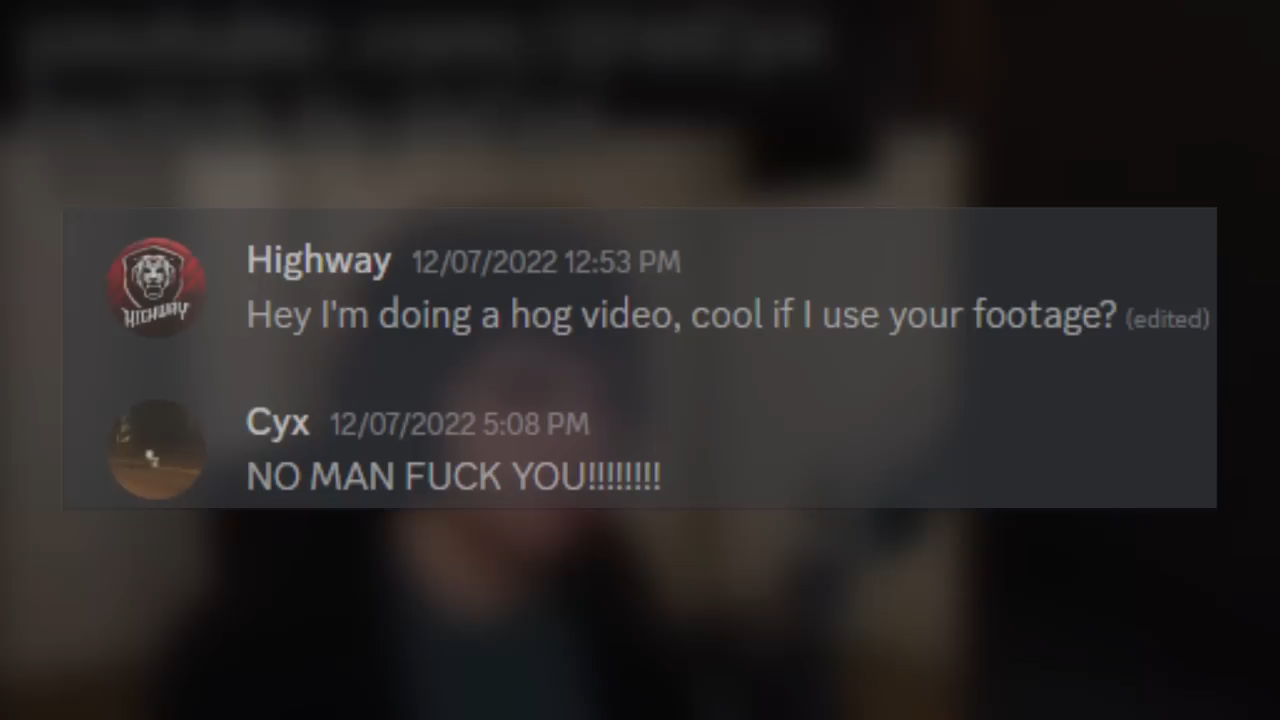 Highway 12/07/2022 12:53 PM
Hey I'm doing a hog video, cool if I use your footage? (edited)
HIGHWAY
Cyx 12/07/2022 5:08 PM
NO MAN FUCK YOU!!!!!!!!